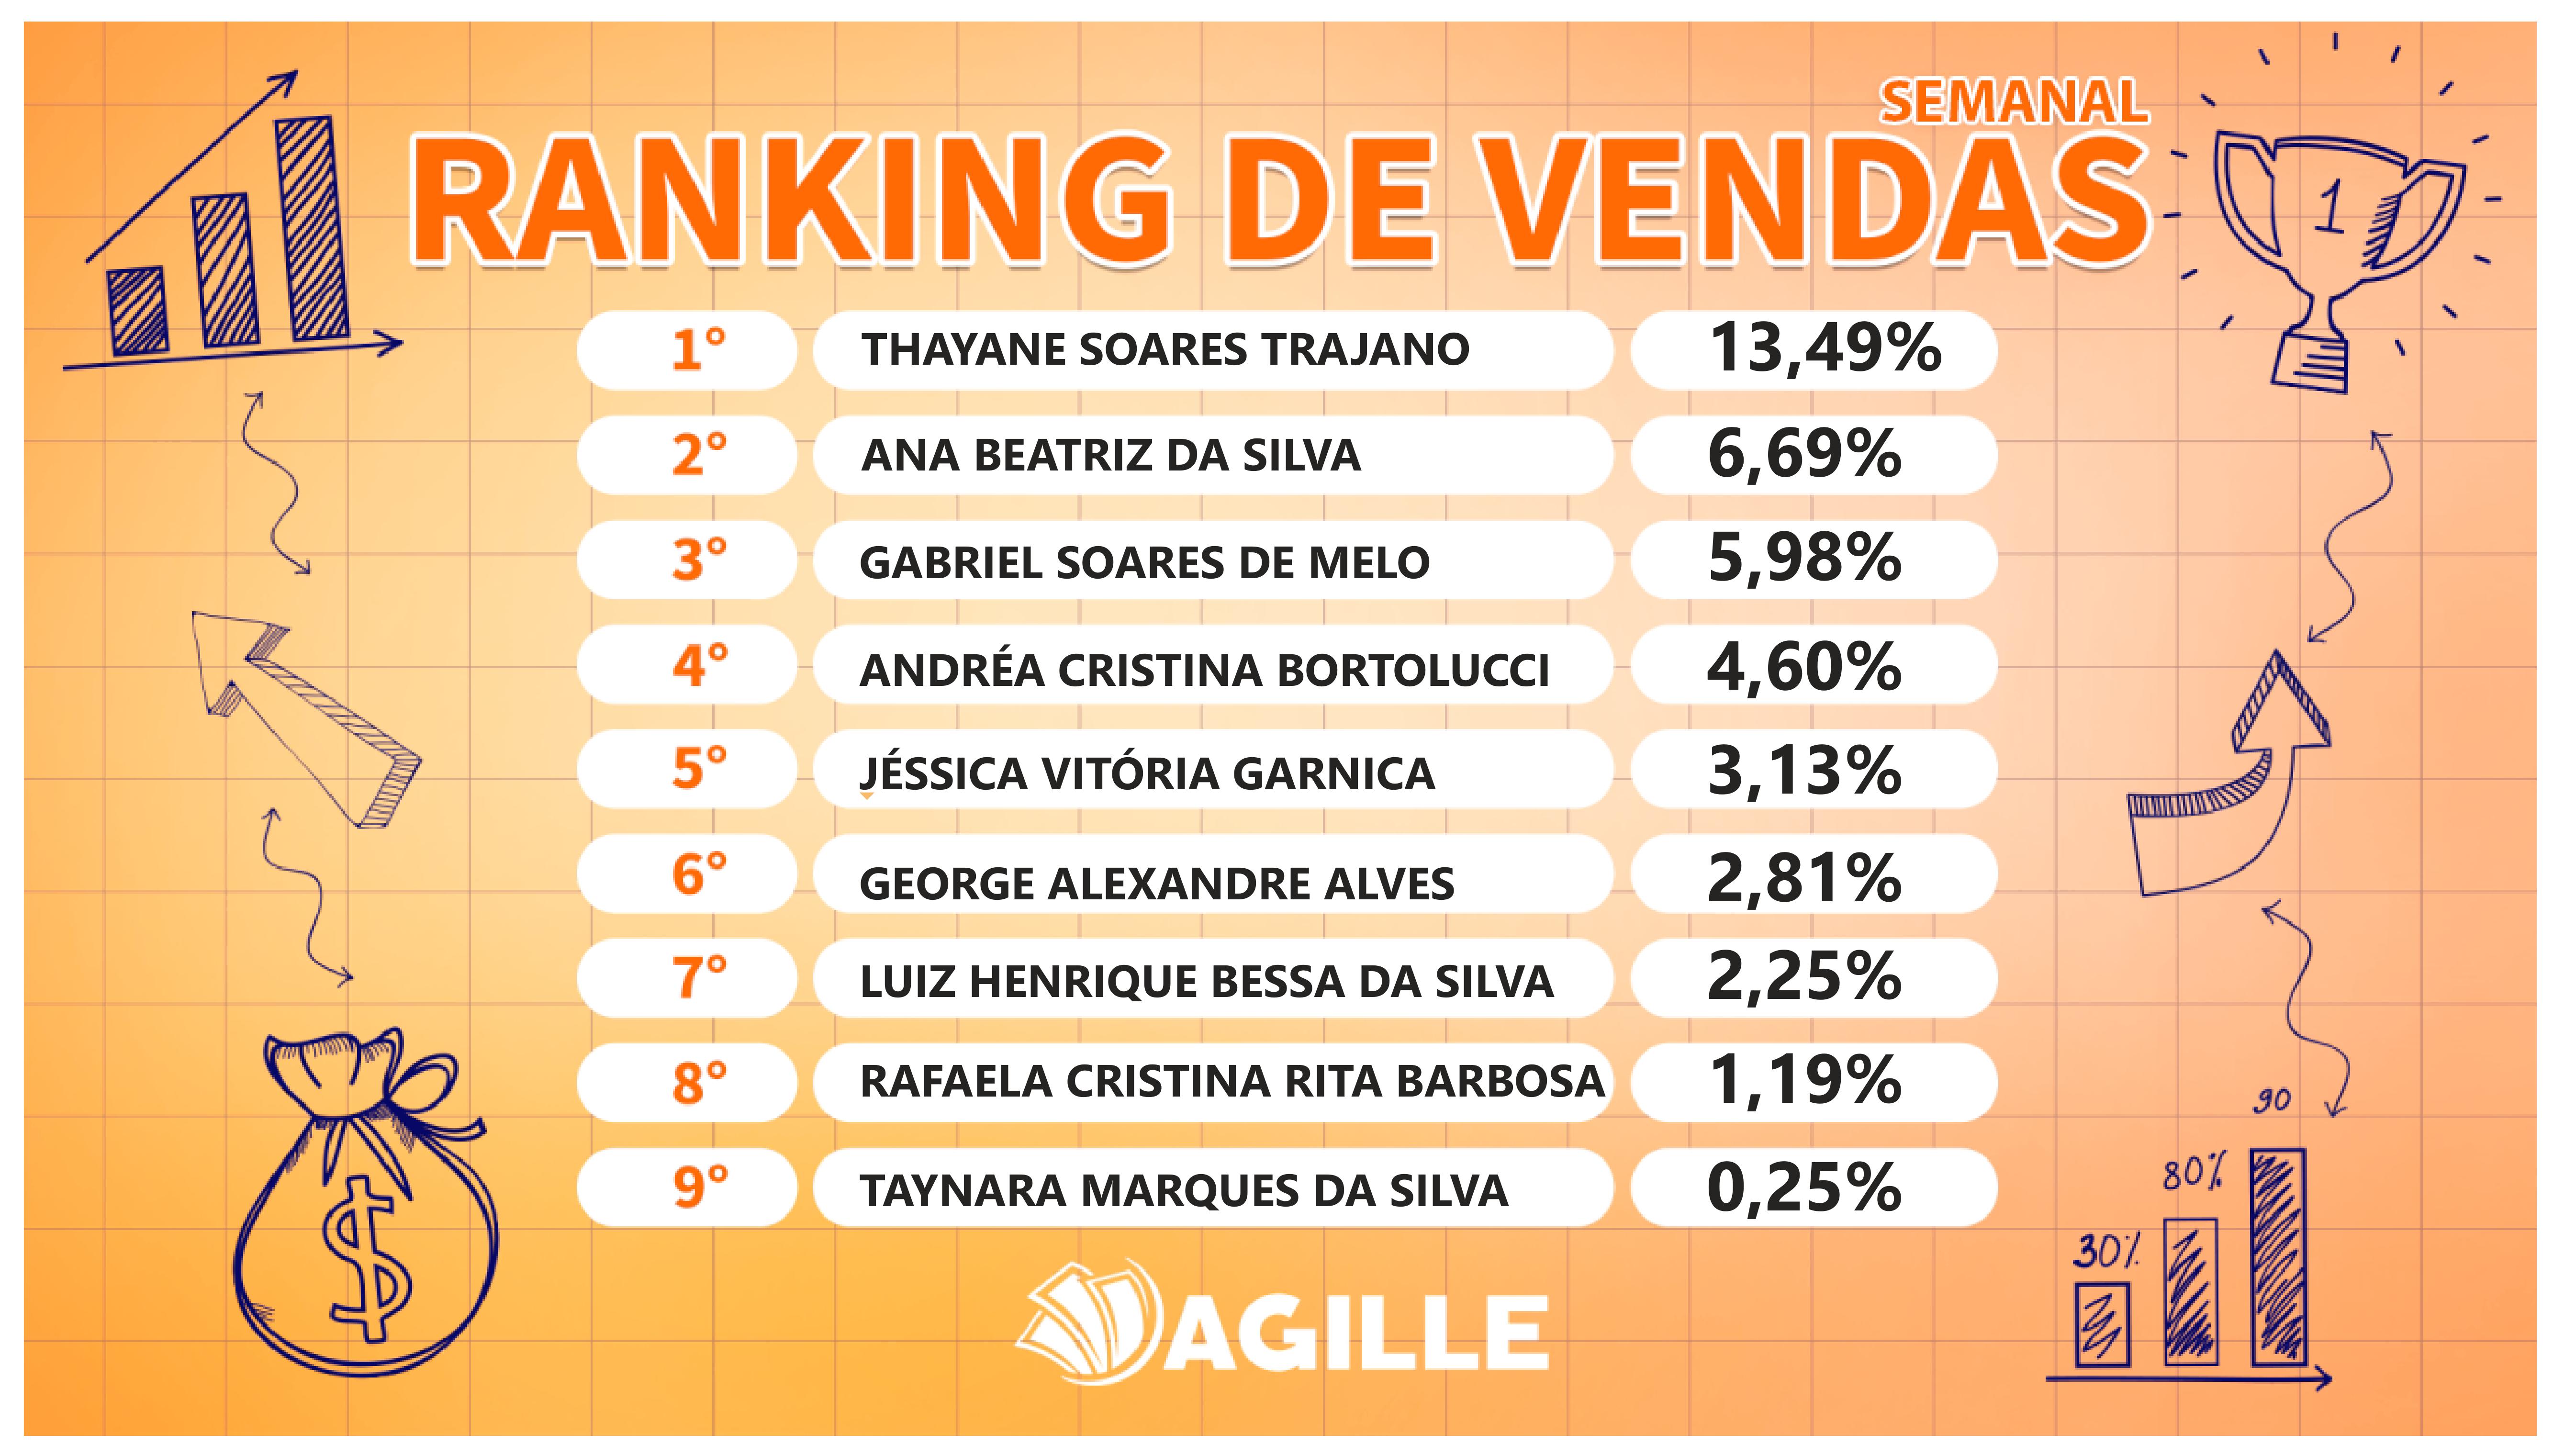 SEMANAL
RANKING DE VENDAS
1
1° THAYANE SOARES TRAJANO 13,49%
2° ANA BEATRIZ DA SILVA 6,69%
3° GABRIEL SOARES DE MELO 5,98%
4° ANDRÉA CRISTINA BORTOLUCCI 4,60%
5° JÉSSICA VITÓRIA GARNICA 3,13%
6° GEORGE ALEXANDRE ALVES 2,81%
7° LUIZ HENRIQUE BESSA DA SILVA 2,25%
8° RAFAELA CRISTINA RITA BARBOSA 1,19%
9° TAYNARA MARQUES DA SILVA 0,25%
$
30% 80% 90
AGILLE